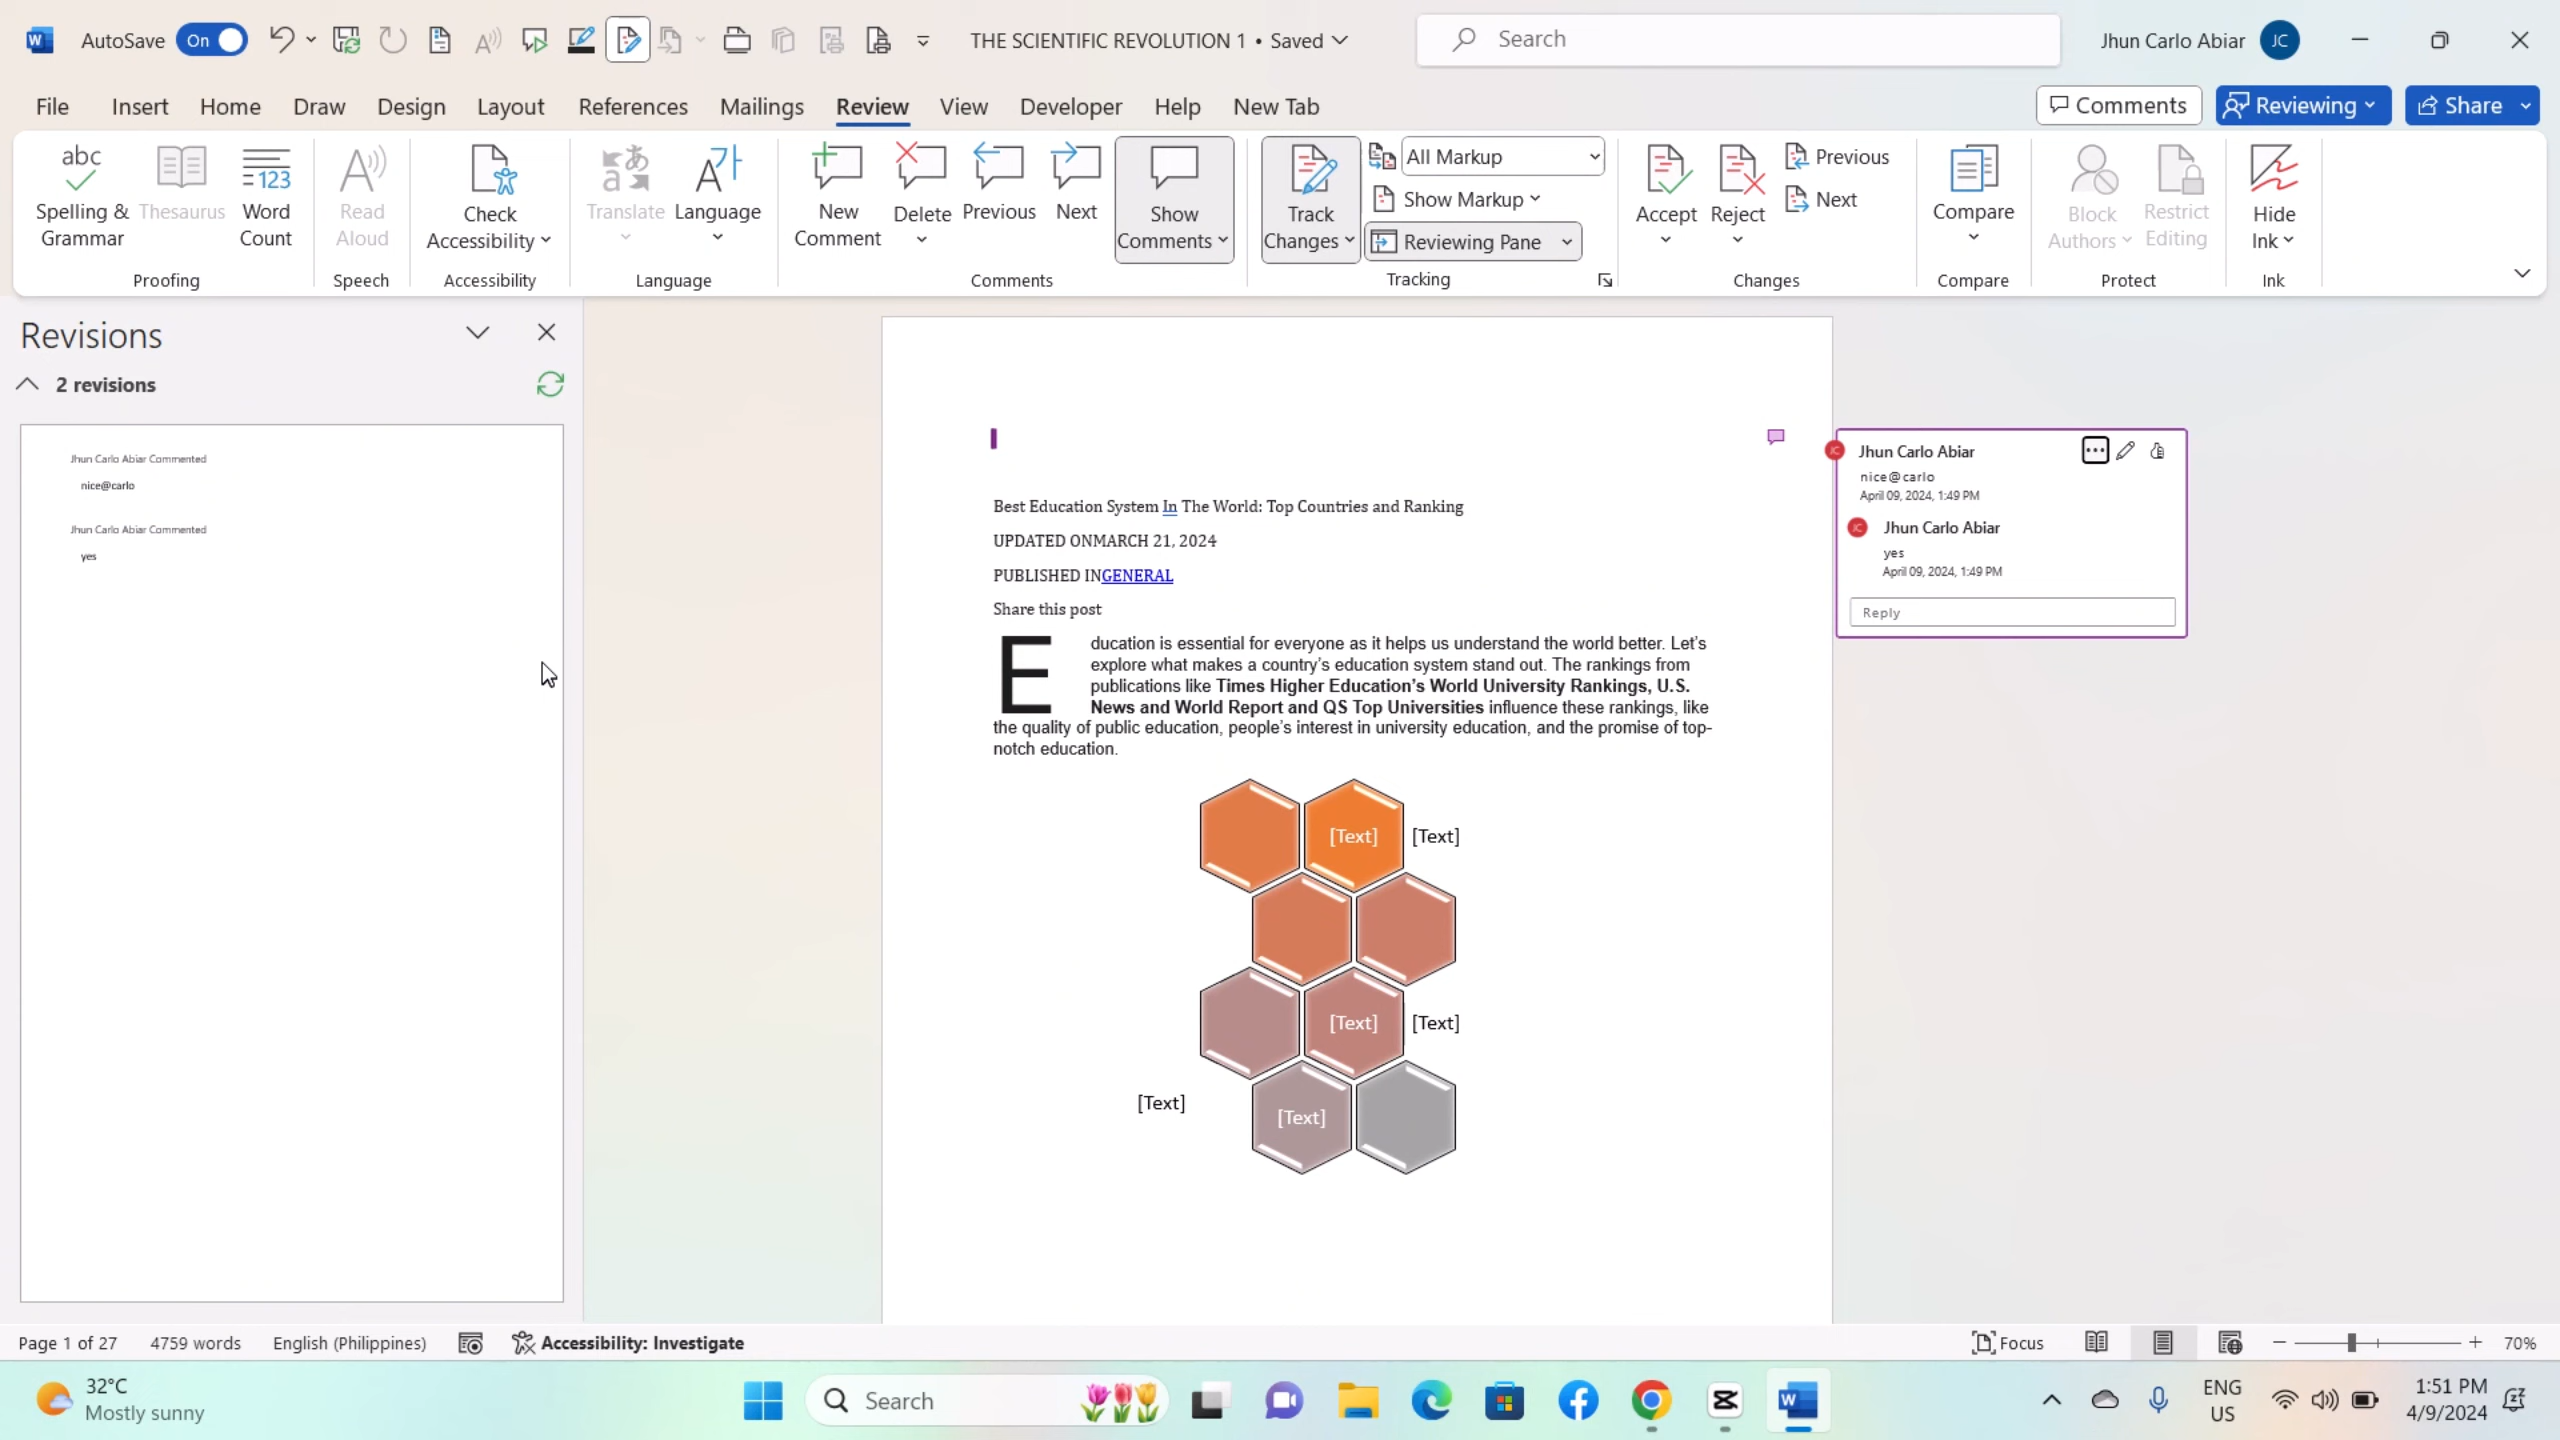 AutoSave On THE SCIENTIFIC REVOLUTION 1 • Saved Search Jhun Carlo Abiar JC
File Insert Home Draw Design Layout References Mailings Review View Developer Help New Tab Comments Reviewing Share
Spelling & Grammar
Thesaurus
Word Count
Proofing
Read Aloud
Speech
Check Accessibility
Accessibility
Translate
Language
Language
New Comment
Delete
Previous
Next
Show Comments
Comments
Track Changes
All Markup
Show Markup
Reviewing Pane
Tracking
Accept
Reject
Previous
Next
Changes
Compare
Compare
Block Authors
Restrict Editing
Protect
Hide Ink
Ink
Revisions
2 revisions
Jhun Carlo Abiar Commented
nice@carlo
Jhun Carlo Abiar Commented
yes
Best Education System In The World: Top Countries and Ranking
UPDATED ONMARCH 21, 2024
PUBLISHED INGENERAL
Share this post
Education is essential for everyone as it helps us understand the world better. Let's
explore what makes a country's education system stand out. The rankings from
publications like Times Higher Education's World University Rankings, U.S.
News and World Report and QS Top Universities influence these rankings, like
the quality of public education, people's interest in university education, and the promise of top-
notch education.
[Text] [Text]
[Text] [Text]
[Text] [Text]
JC Jhun Carlo Abiar
nice@carlo
April 09, 2024, 1:49 PM
JC Jhun Carlo Abiar
yes
April 09, 2024, 1:49 PM
Reply
Page 1 of 27 4759 words English (Philippines) Accessibility: Investigate Focus 70%
32°C
Mostly sunny
Search
ENG
US
1:51 PM
4/9/2024